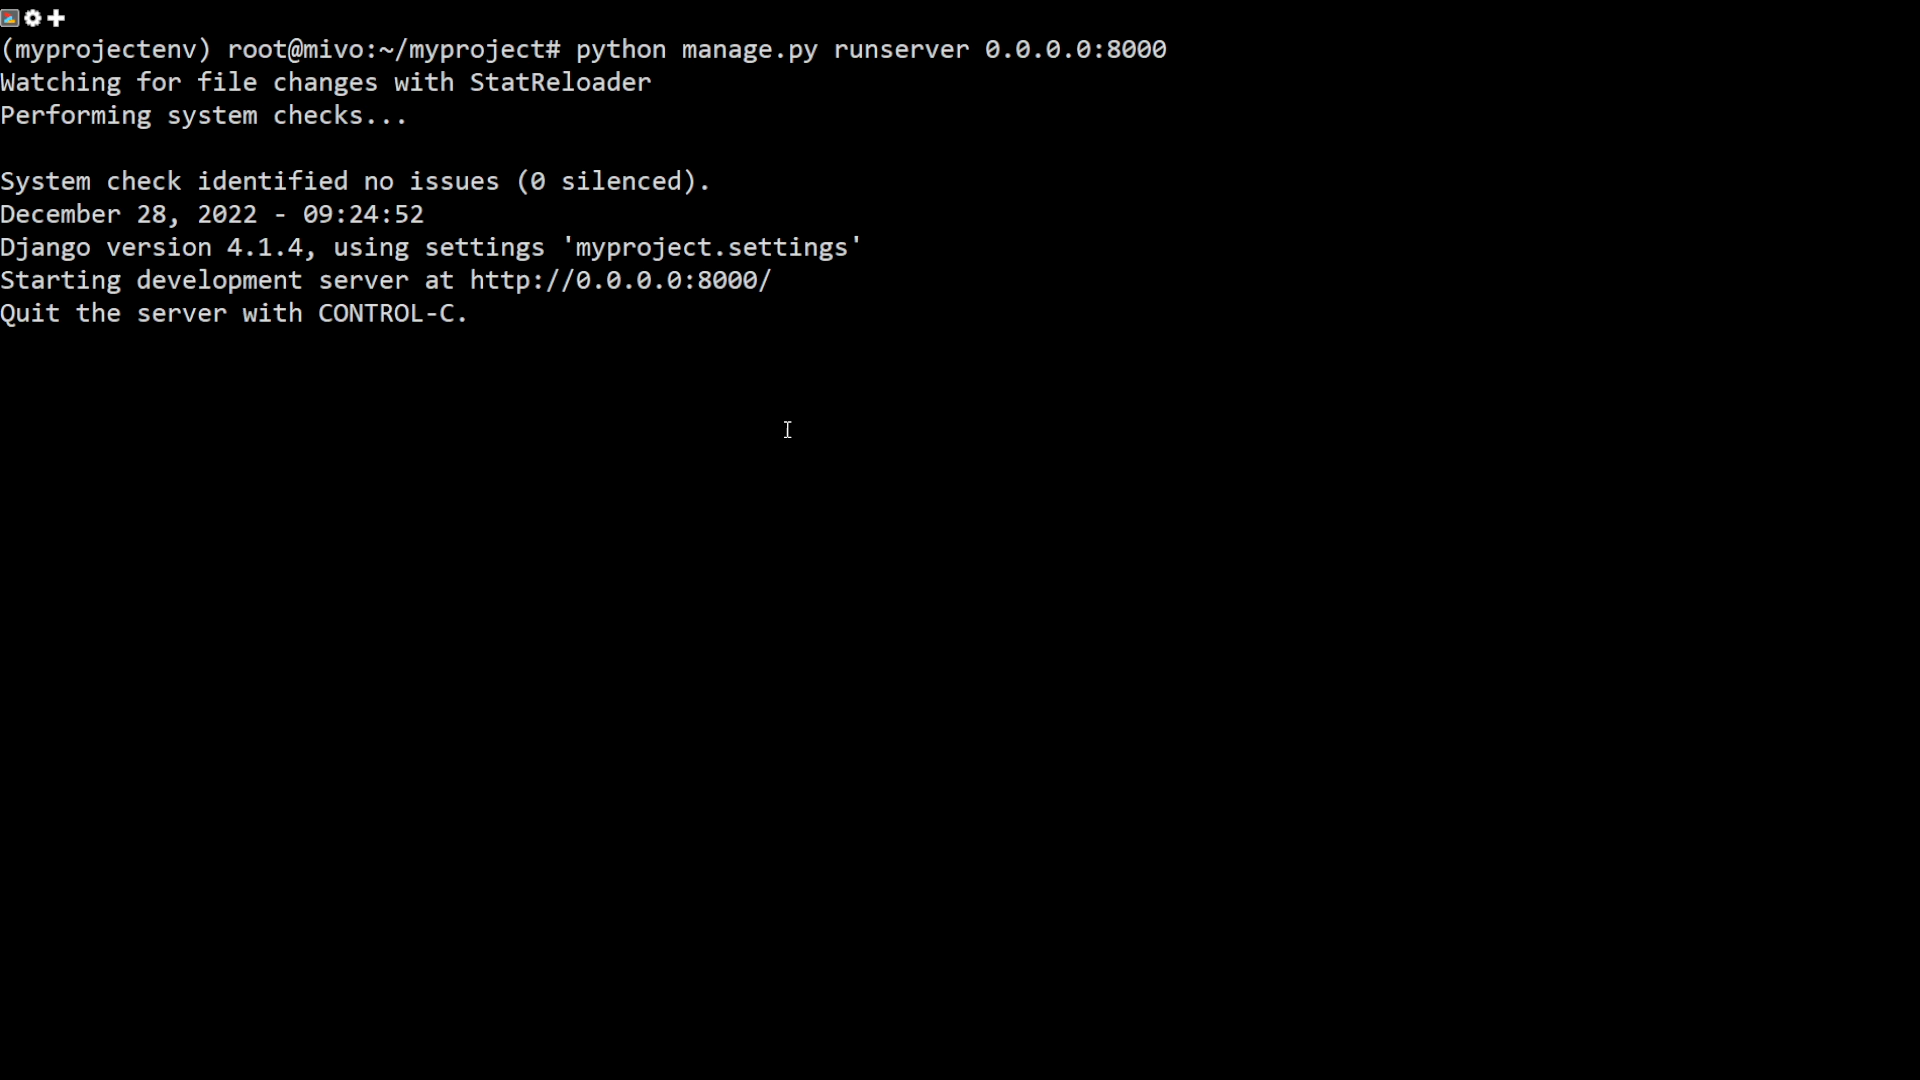 (myprojectenv) root@mivo:~/myproject# python manage.py runserver 0.0.0.0:8000
Watching for file changes with StatReloader
Performing system checks...
System check identified no issues (0 silenced).
December 28, 2022 - 09:24:52
Django version 4.1.4, using settings 'myproject.settings'
Starting development server at http://0.0.0.0:8000/
Quit the server with CONTROL-C.